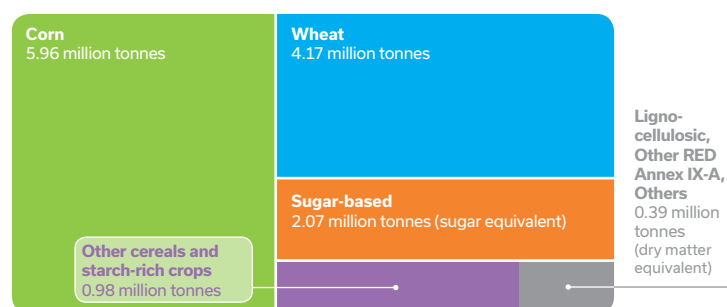 Corn
5.96 million tonnes
Wheat
4.17 million tonnes
Sugar-based
2.07 million tonnes (sugar equivalent)
Other cereals and
starch-rich crops
0.98 million tonnes
Ligno-
cellulosic,
Other RED
Annex IX-A,
Others
0.39 million
tonnes
(dry matter
equivalent)